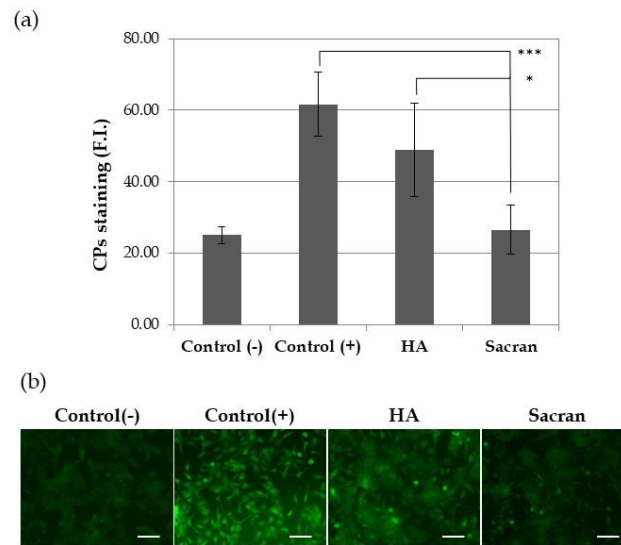 (a)
80.00
60.00
40.00
20.00
0.00
CPs staining (F.I.)
***
*
Control (-) Control (+) HA Sacran
(b)
Control(-) Control(+) HA Sacran